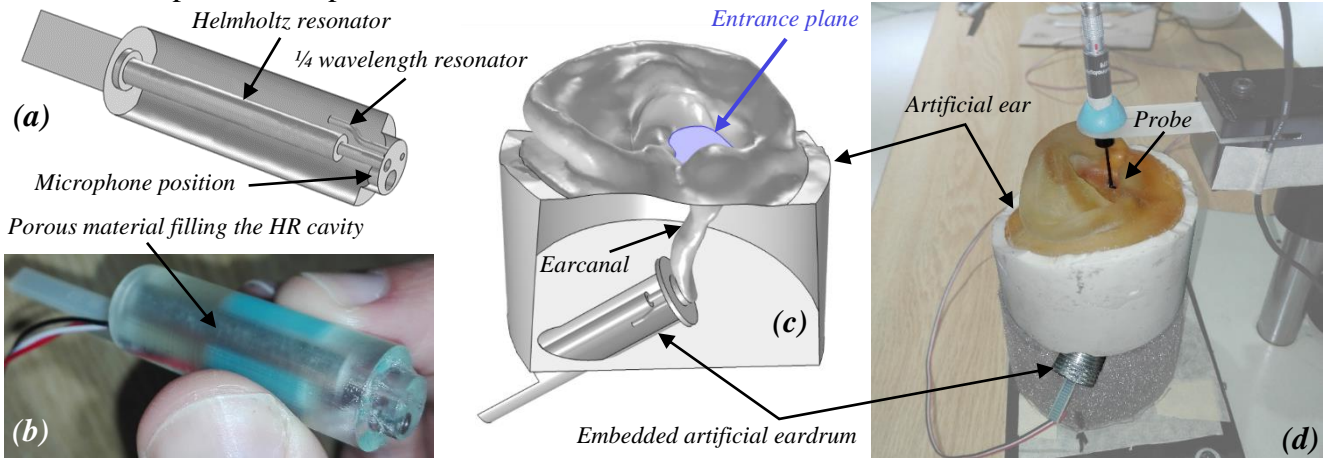 Helmholtz resonator
¼ wavelength resonator
(a)
Microphone position
Porous material filling the HR cavity
(b)
Entrance plane
Artificial ear
Probe
Earcanal
(c)
Embedded artificial eardrum
(d)